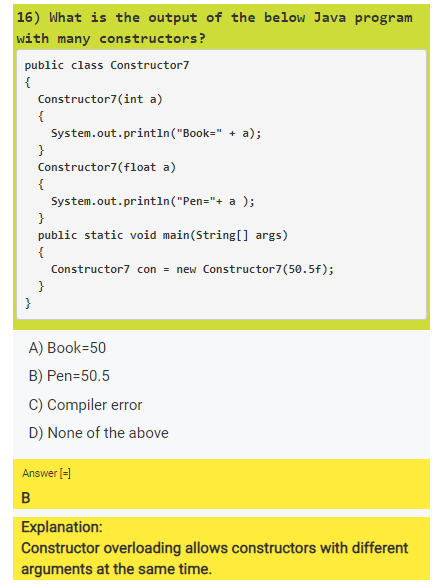 16) What is the output of the below Java program
with many constructors?
public class Constructor7
{
Constructor7(int a)
{
System.out.println("Book=" + a);
}
Constructor7(float a)
{
System.out.println("Pen="+ a );
}
public static void main(String[] args)
{
Constructor7 con = new Constructor7(50.5f);
}
}
A) Book=50
B) Pen=50.5
C) Compiler error
D) None of the above
Answer [=]
B
Explanation:
Constructor overloading allows constructors with different
arguments at the same time.